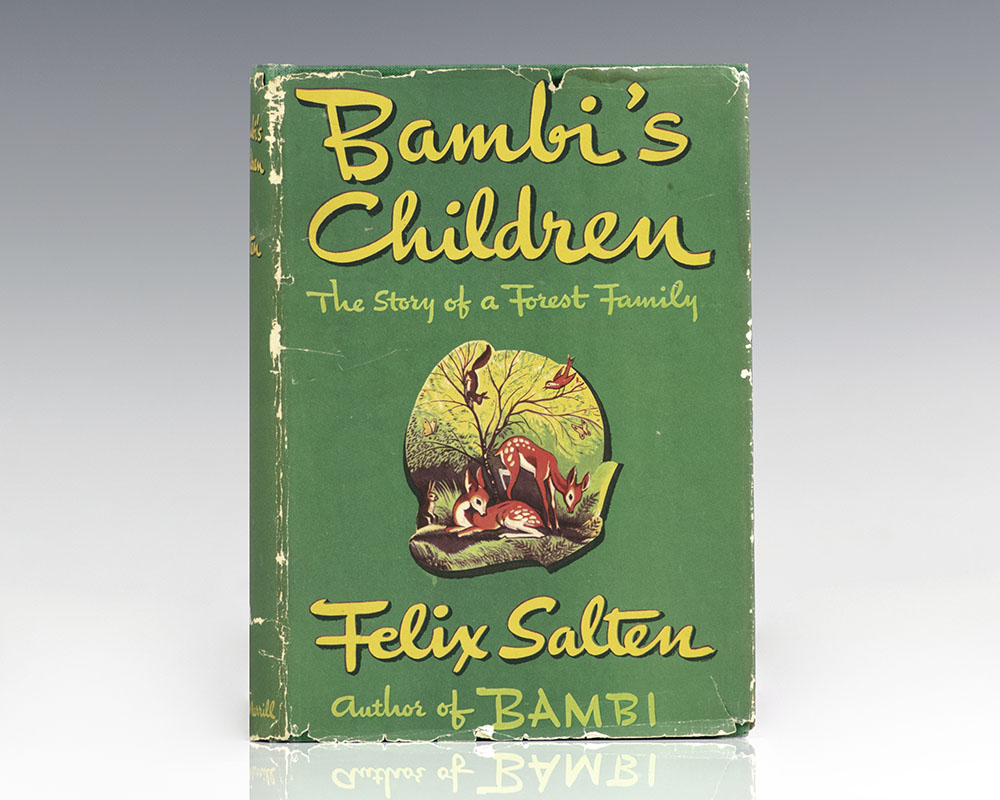 Bambi's
Children
The Story of a Forest Family
Felix Salten
Author of BAMBI